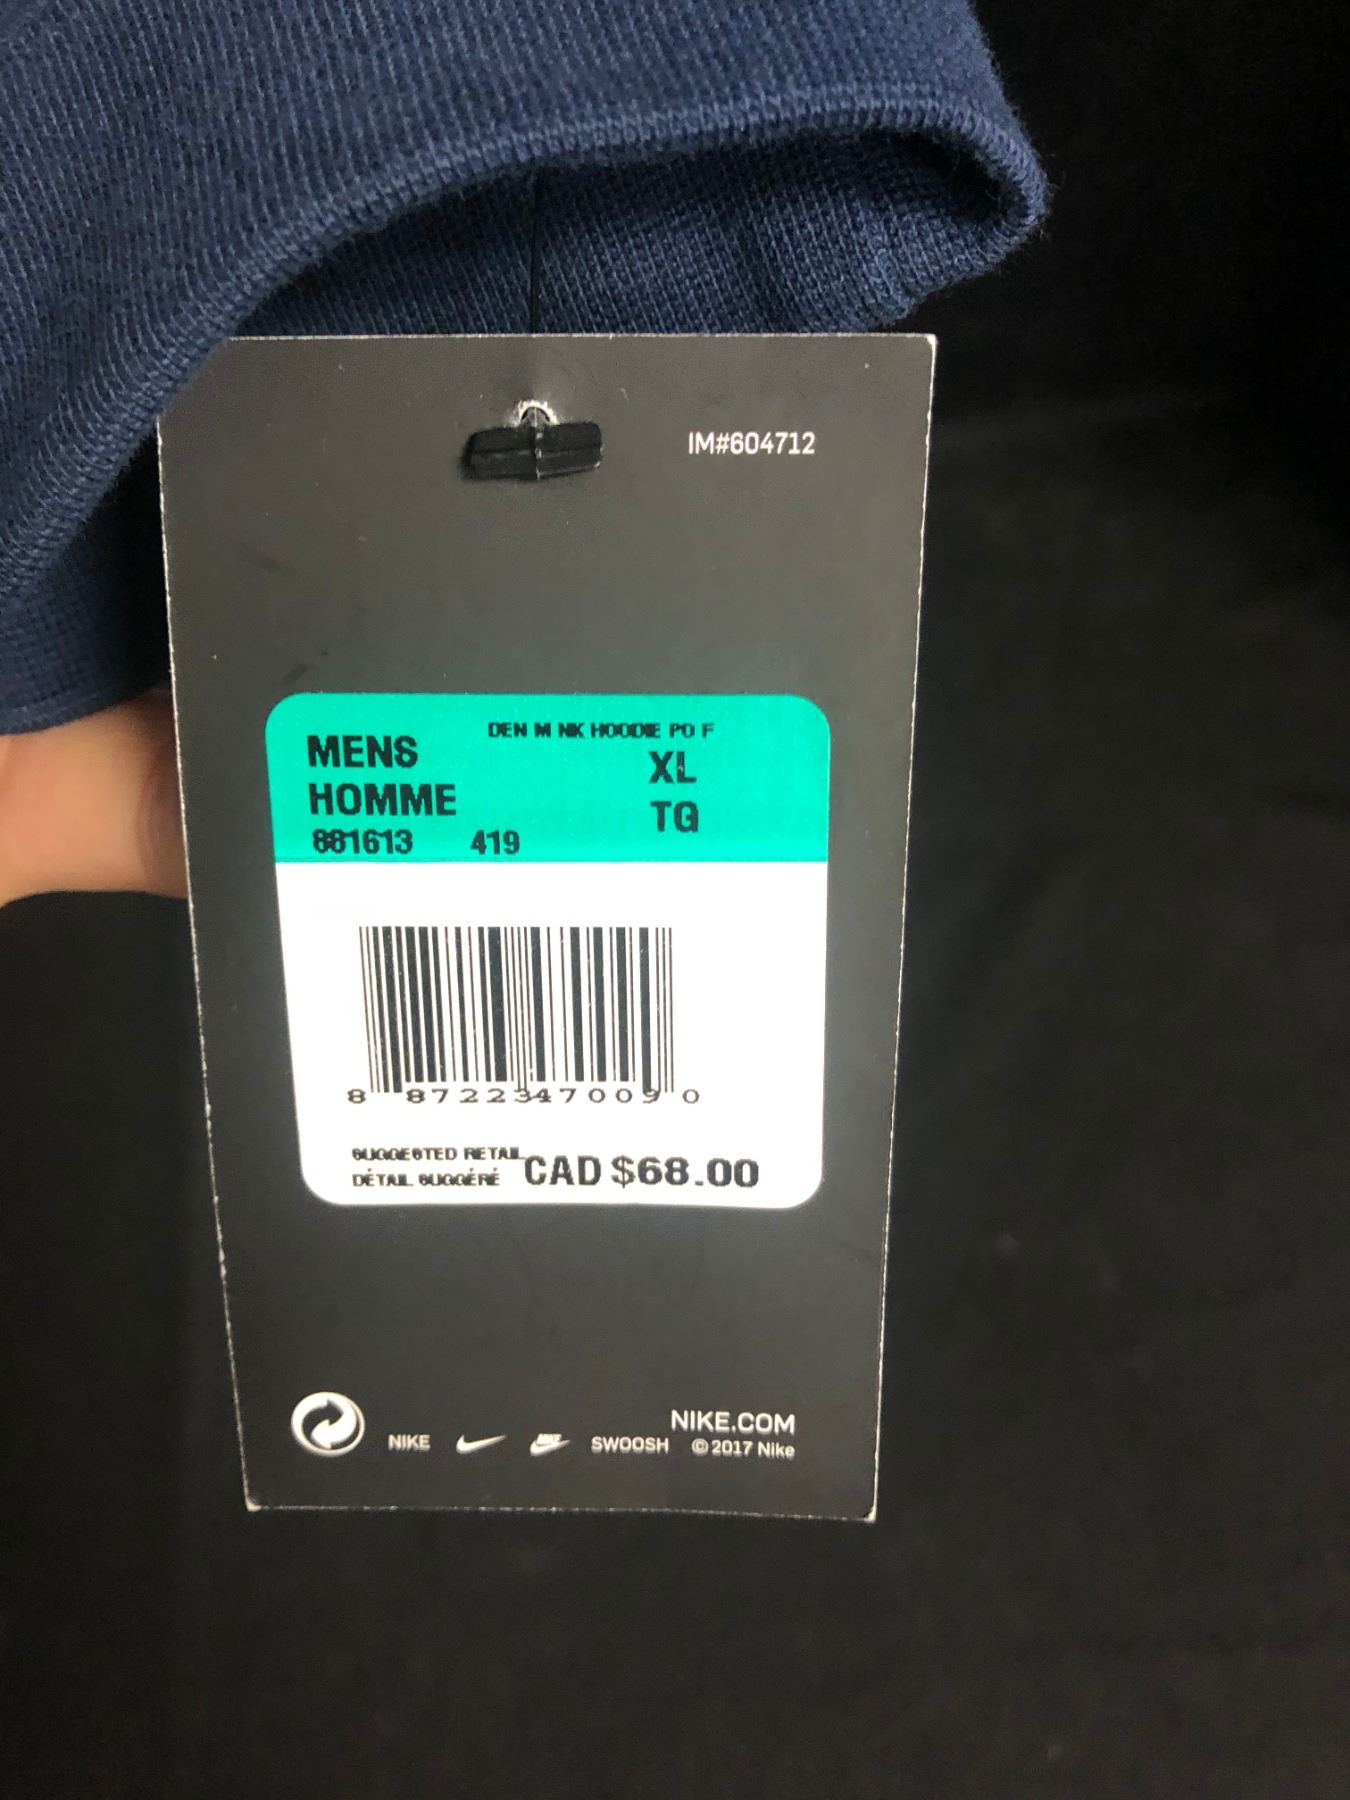 IM#604712
DEN M NK HOODIE PO F
MENS XL
HOMME TG
881613 419
8 87223 47009 0
SUGGESTED RETAIL
DÉTAIL SUGGÉRÉ CAD $68.00
NIKE.COM
NIKE SWOOSH © 2017 Nike